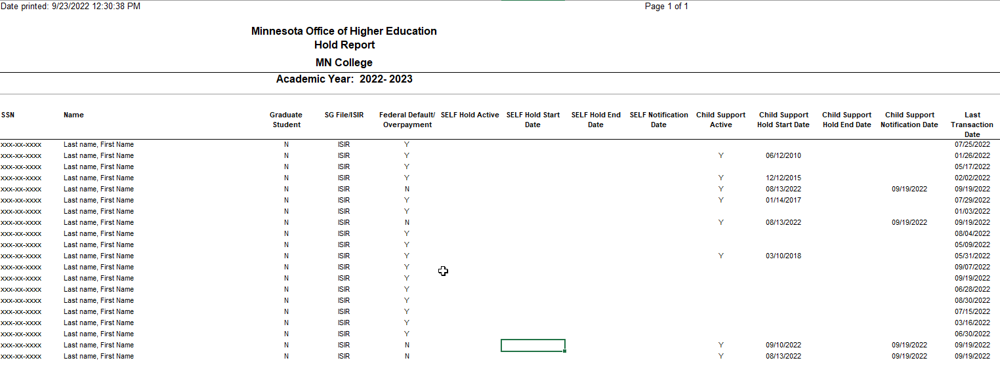 Date printed: 9/23/2022 12:30:38 PM Page 1 of 1
Minnesota Office of Higher Education
Hold Report
MN College
Academic Year: 2022- 2023
SSN Name Graduate Student SG File/ISIR Federal Default/ Overpayment SELF Hold Active SELF Hold Start Date SELF Hold End Date SELF Notification Date Child Support Active Child Support Hold Start Date Child Support Hold End Date Child Support Notification Date Last Transaction Date
xxx-xx-xxxx Last name, First Name N ISIR Y 07/25/2022
xxx-xx-xxxx Last name, First Name N ISIR Y Y 06/12/2010 01/26/2022
xxx-xx-xxxx Last name, First Name N ISIR Y 05/17/2022
xxx-xx-xxxx Last name, First Name N ISIR Y Y 12/12/2015 02/02/2022
xxx-xx-xxxx Last name, First Name N ISIR N Y 08/13/2022 09/19/2022 09/19/2022
xxx-xx-xxxx Last name, First Name N ISIR Y Y 01/14/2017 07/29/2022
xxx-xx-xxxx Last name, First Name N ISIR Y 01/03/2022
xxx-xx-xxxx Last name, First Name N ISIR N Y 08/13/2022 09/19/2022 09/19/2022
xxx-xx-xxxx Last name, First Name N ISIR Y 08/04/2022
xxx-xx-xxxx Last name, First Name N ISIR Y 05/09/2022
xxx-xx-xxxx Last name, First Name N ISIR Y Y 03/10/2018 05/31/2022
xxx-xx-xxxx Last name, First Name N ISIR Y 09/07/2022
xxx-xx-xxxx Last name, First Name N ISIR Y 09/19/2022
xxx-xx-xxxx Last name, First Name N ISIR Y 06/28/2022
xxx-xx-xxxx Last name, First Name N ISIR Y 08/30/2022
xxx-xx-xxxx Last name, First Name N ISIR Y 07/15/2022
xxx-xx-xxxx Last name, First Name N ISIR Y 03/16/2022
xxx-xx-xxxx Last name, First Name N ISIR Y 06/30/2022
xxx-xx-xxxx Last name, First Name N ISIR N Y 09/10/2022 09/19/2022 09/19/2022
xxx-xx-xxxx Last name, First Name N ISIR N Y 08/13/2022 09/19/2022 09/19/2022